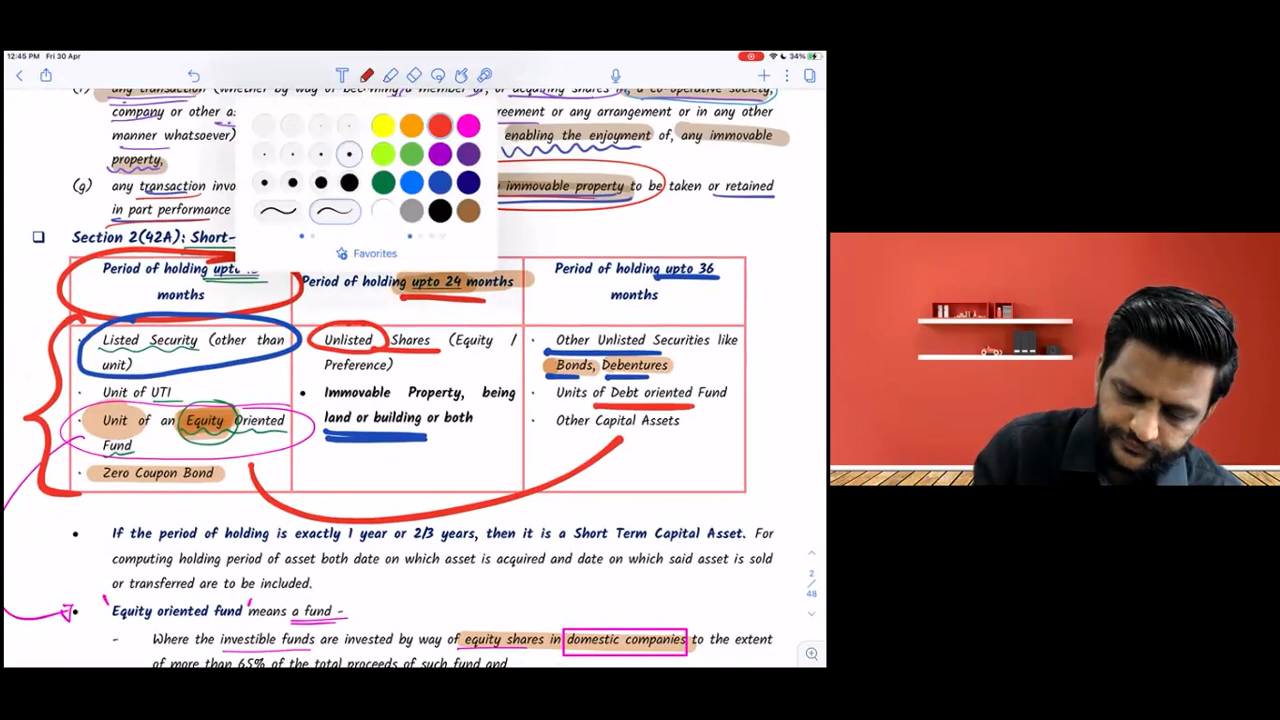 12:45 PM Fri 30 Apr
34%
any transaction (whether by way of becoming a member of, or acquiring shares in, a co-operative society,
company or other reement or any arrangement or in any other
manner whatsoever) enabling the enjoyment of, any immovable
property,
(g) any transaction immovable property to be taken or retained
in part performance
Section 2(42A): Short-
Favorites
Period of holding upto
months
Period of holding upto 24 months
Period of holding upto 36
months
· Listed Security (other than
unit)
· Unit of UTI
· Unit of an Equity Oriented
Fund
· Zero Coupon Bond
Unlisted Shares (Equity /
Preference)
• Immovable Property, being
land or building or both
· Other Unlisted Securities like
Bonds, Debentures
· Units of Debt oriented Fund
· Other Capital Assets
• If the period of holding is exactly 1 year or 2/3 years, then it is a Short Term Capital Asset. For
computing holding period of asset both date on which asset is acquired and date on which said asset is sold
or transferred are to be included.
• 'Equity oriented fund' means a fund -
- Where the investible funds are invested by way of equity shares in domestic companies to the extent
of more than 65% of the total proceeds of such fund and
2
/
48